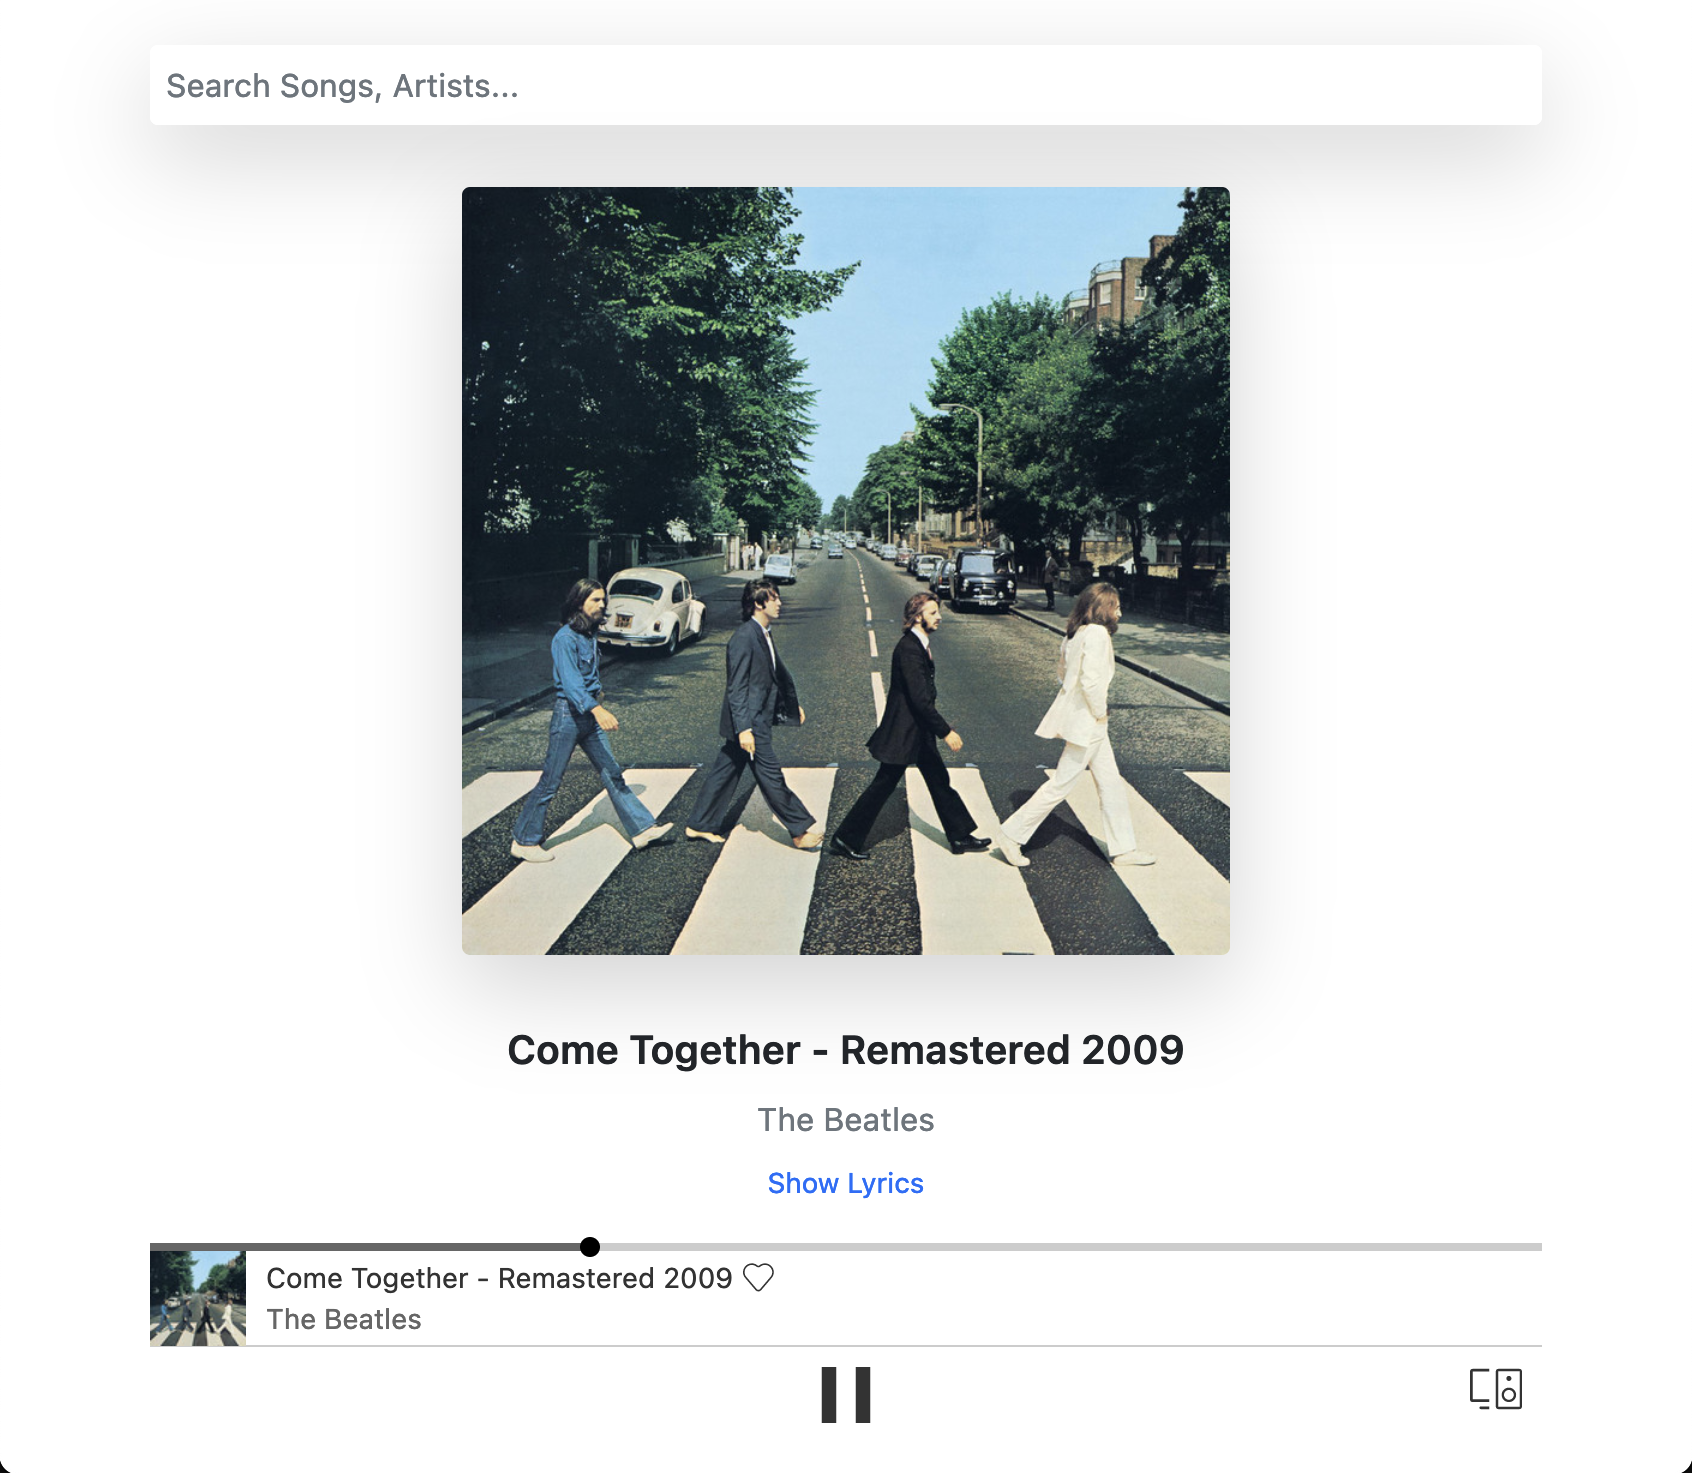 Search Songs, Artists...
Come Together - Remastered 2009
The Beatles
Show Lyrics
Come Together - Remastered 2009
The Beatles